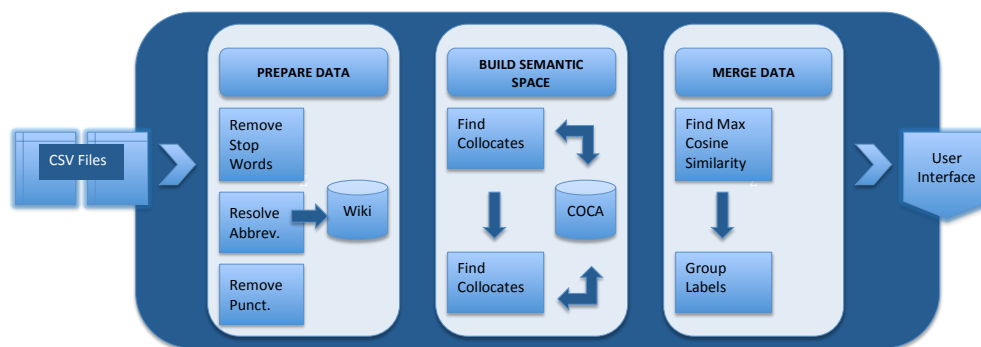 CSV Files
PREPARE DATA
Remove
Stop
Words
Resolve
Abbrev.
Wiki
Remove
Punct.
BUILD SEMANTIC
SPACE
Find
Collocates
COCA
Find
Collocates
MERGE DATA
Find Max
Cosine
Similarity
Group
Labels
User
Interface